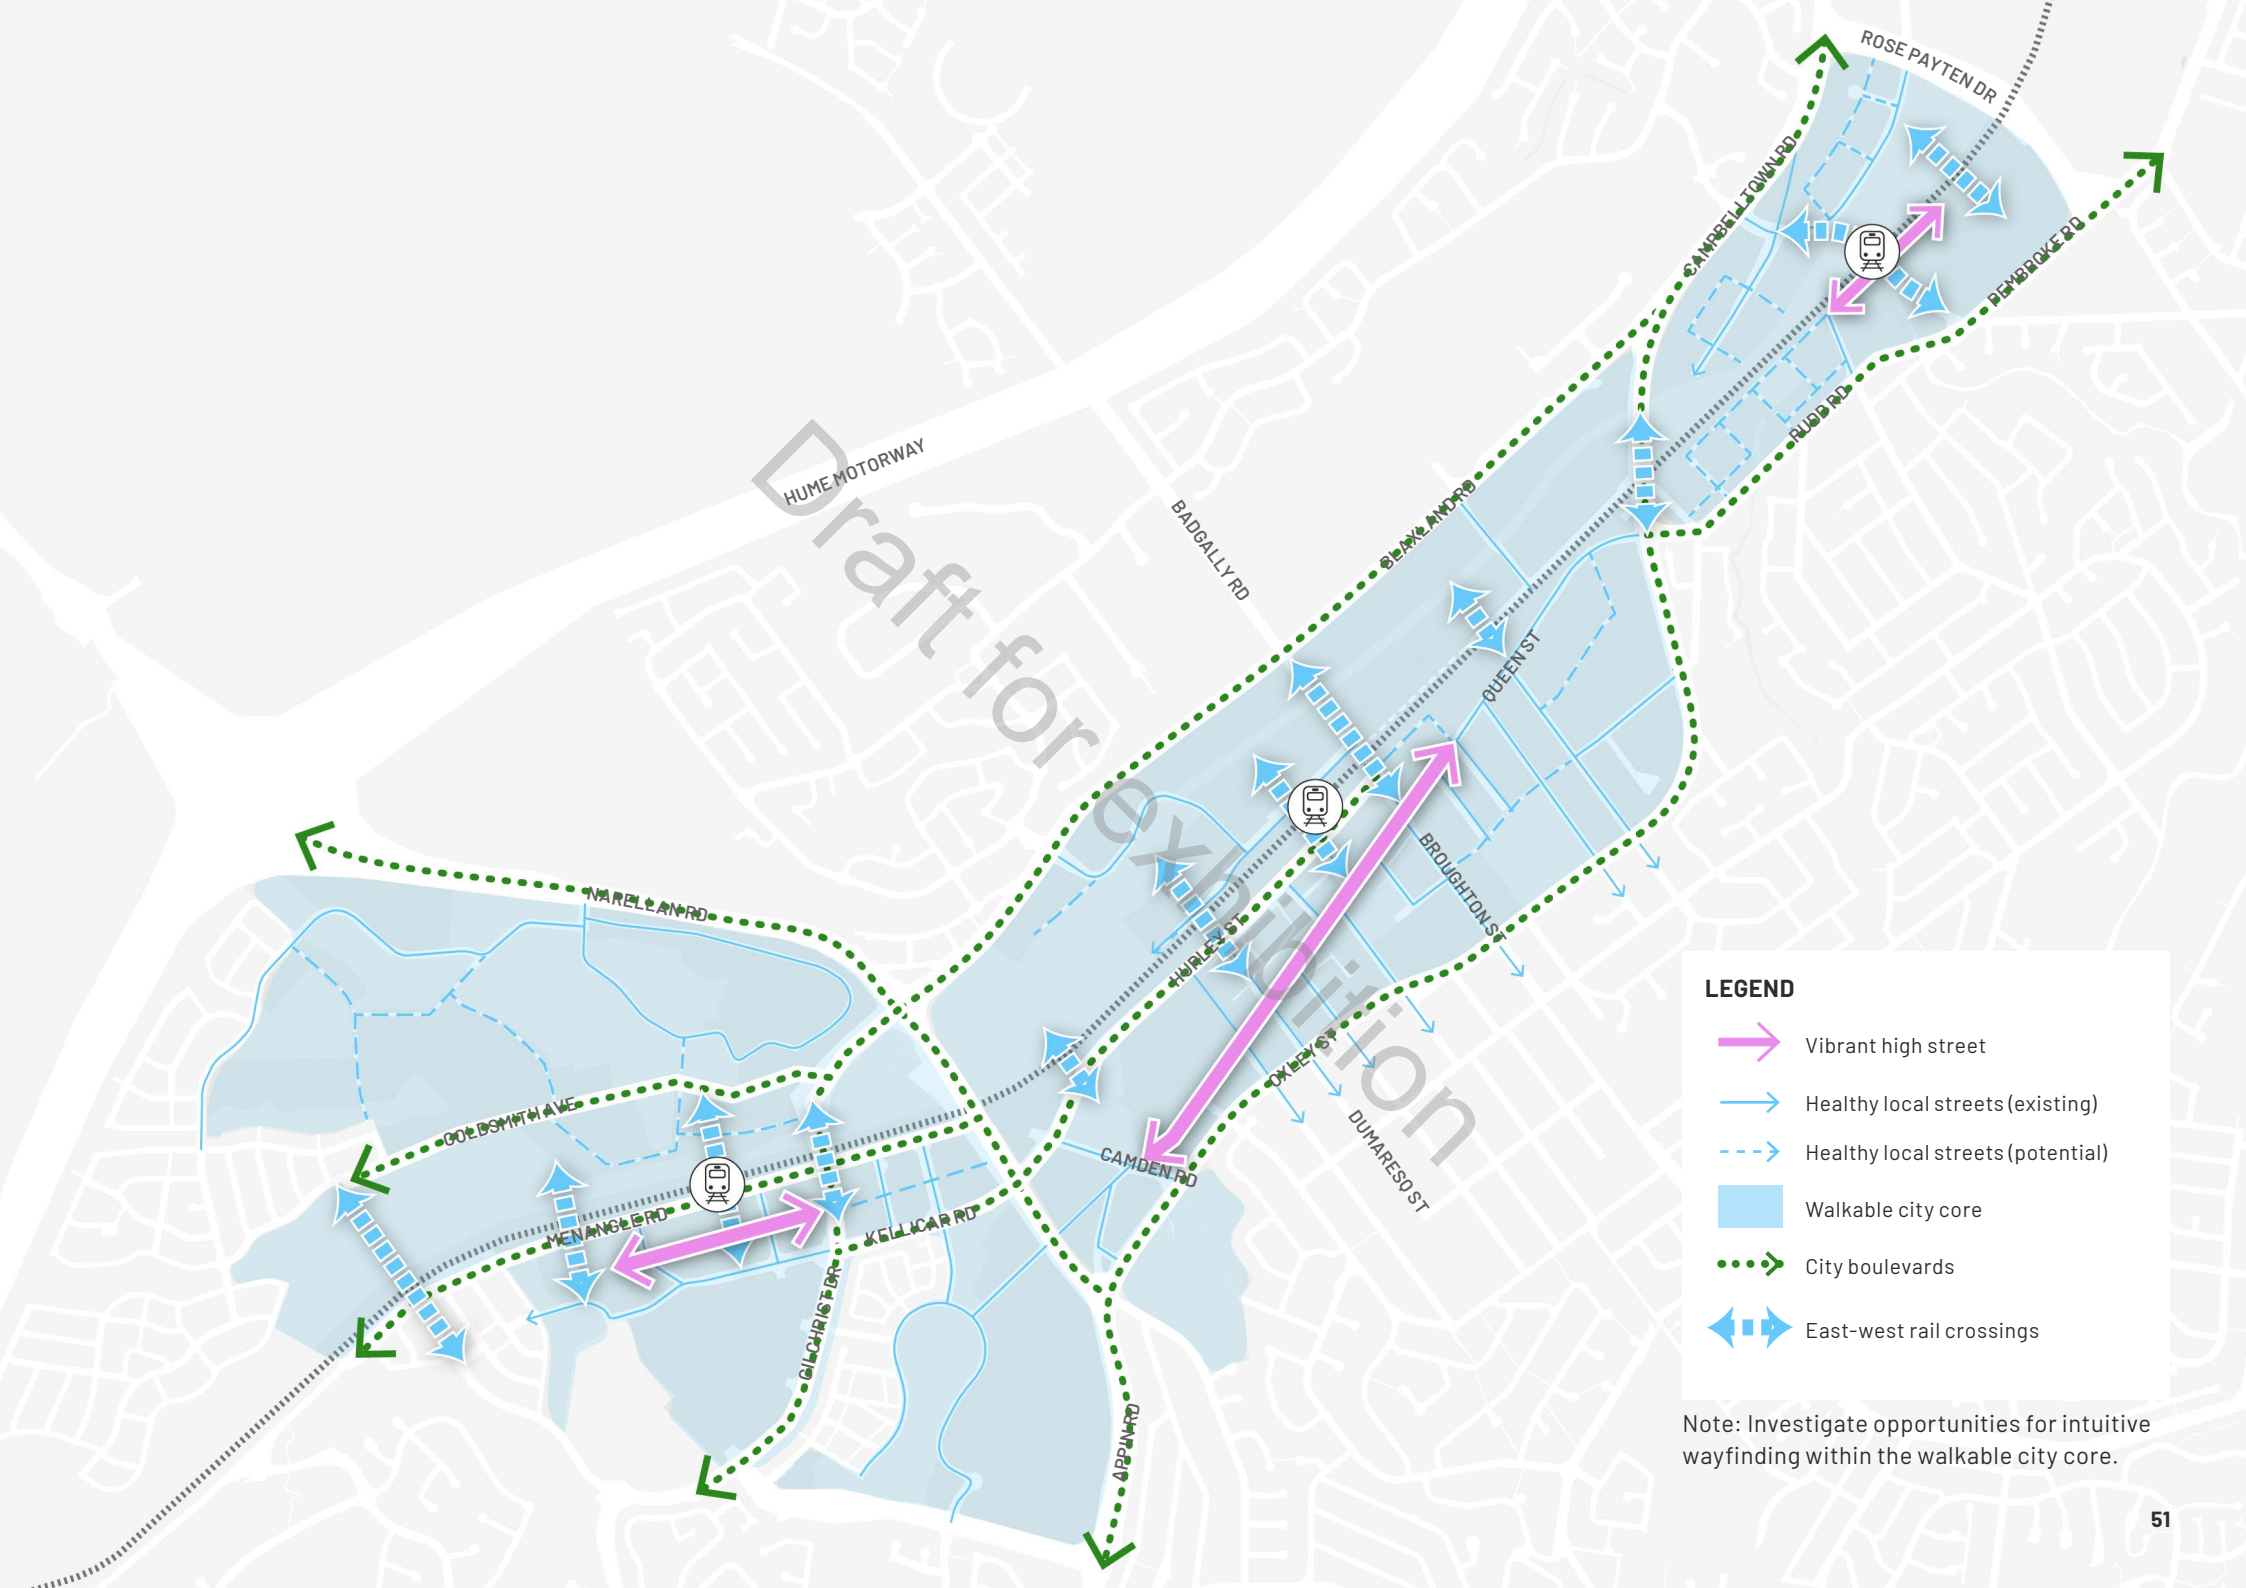 ROSE PAYTEN DR
CAMPBELLTOWN RD
PEMBROKE RD
RUDD RD
HUME MOTORWAY
BADGALLY RD
BLAXLAND RD
QUEEN ST
BROUGHTON ST
HURLEY ST
OXLEY ST
DUMARESQ ST
CAMDEN RD
NARELLAN RD
GOLDSMITH AVE
MENANGLE RD
KELLICAR RD
GILCHRIST DR
APPIN RD
Draft for exhibition
LEGEND
Vibrant high street
Healthy local streets (existing)
Healthy local streets (potential)
Walkable city core
City boulevards
East-west rail crossings
Note: Investigate opportunities for intuitive
wayfinding within the walkable city core.
51